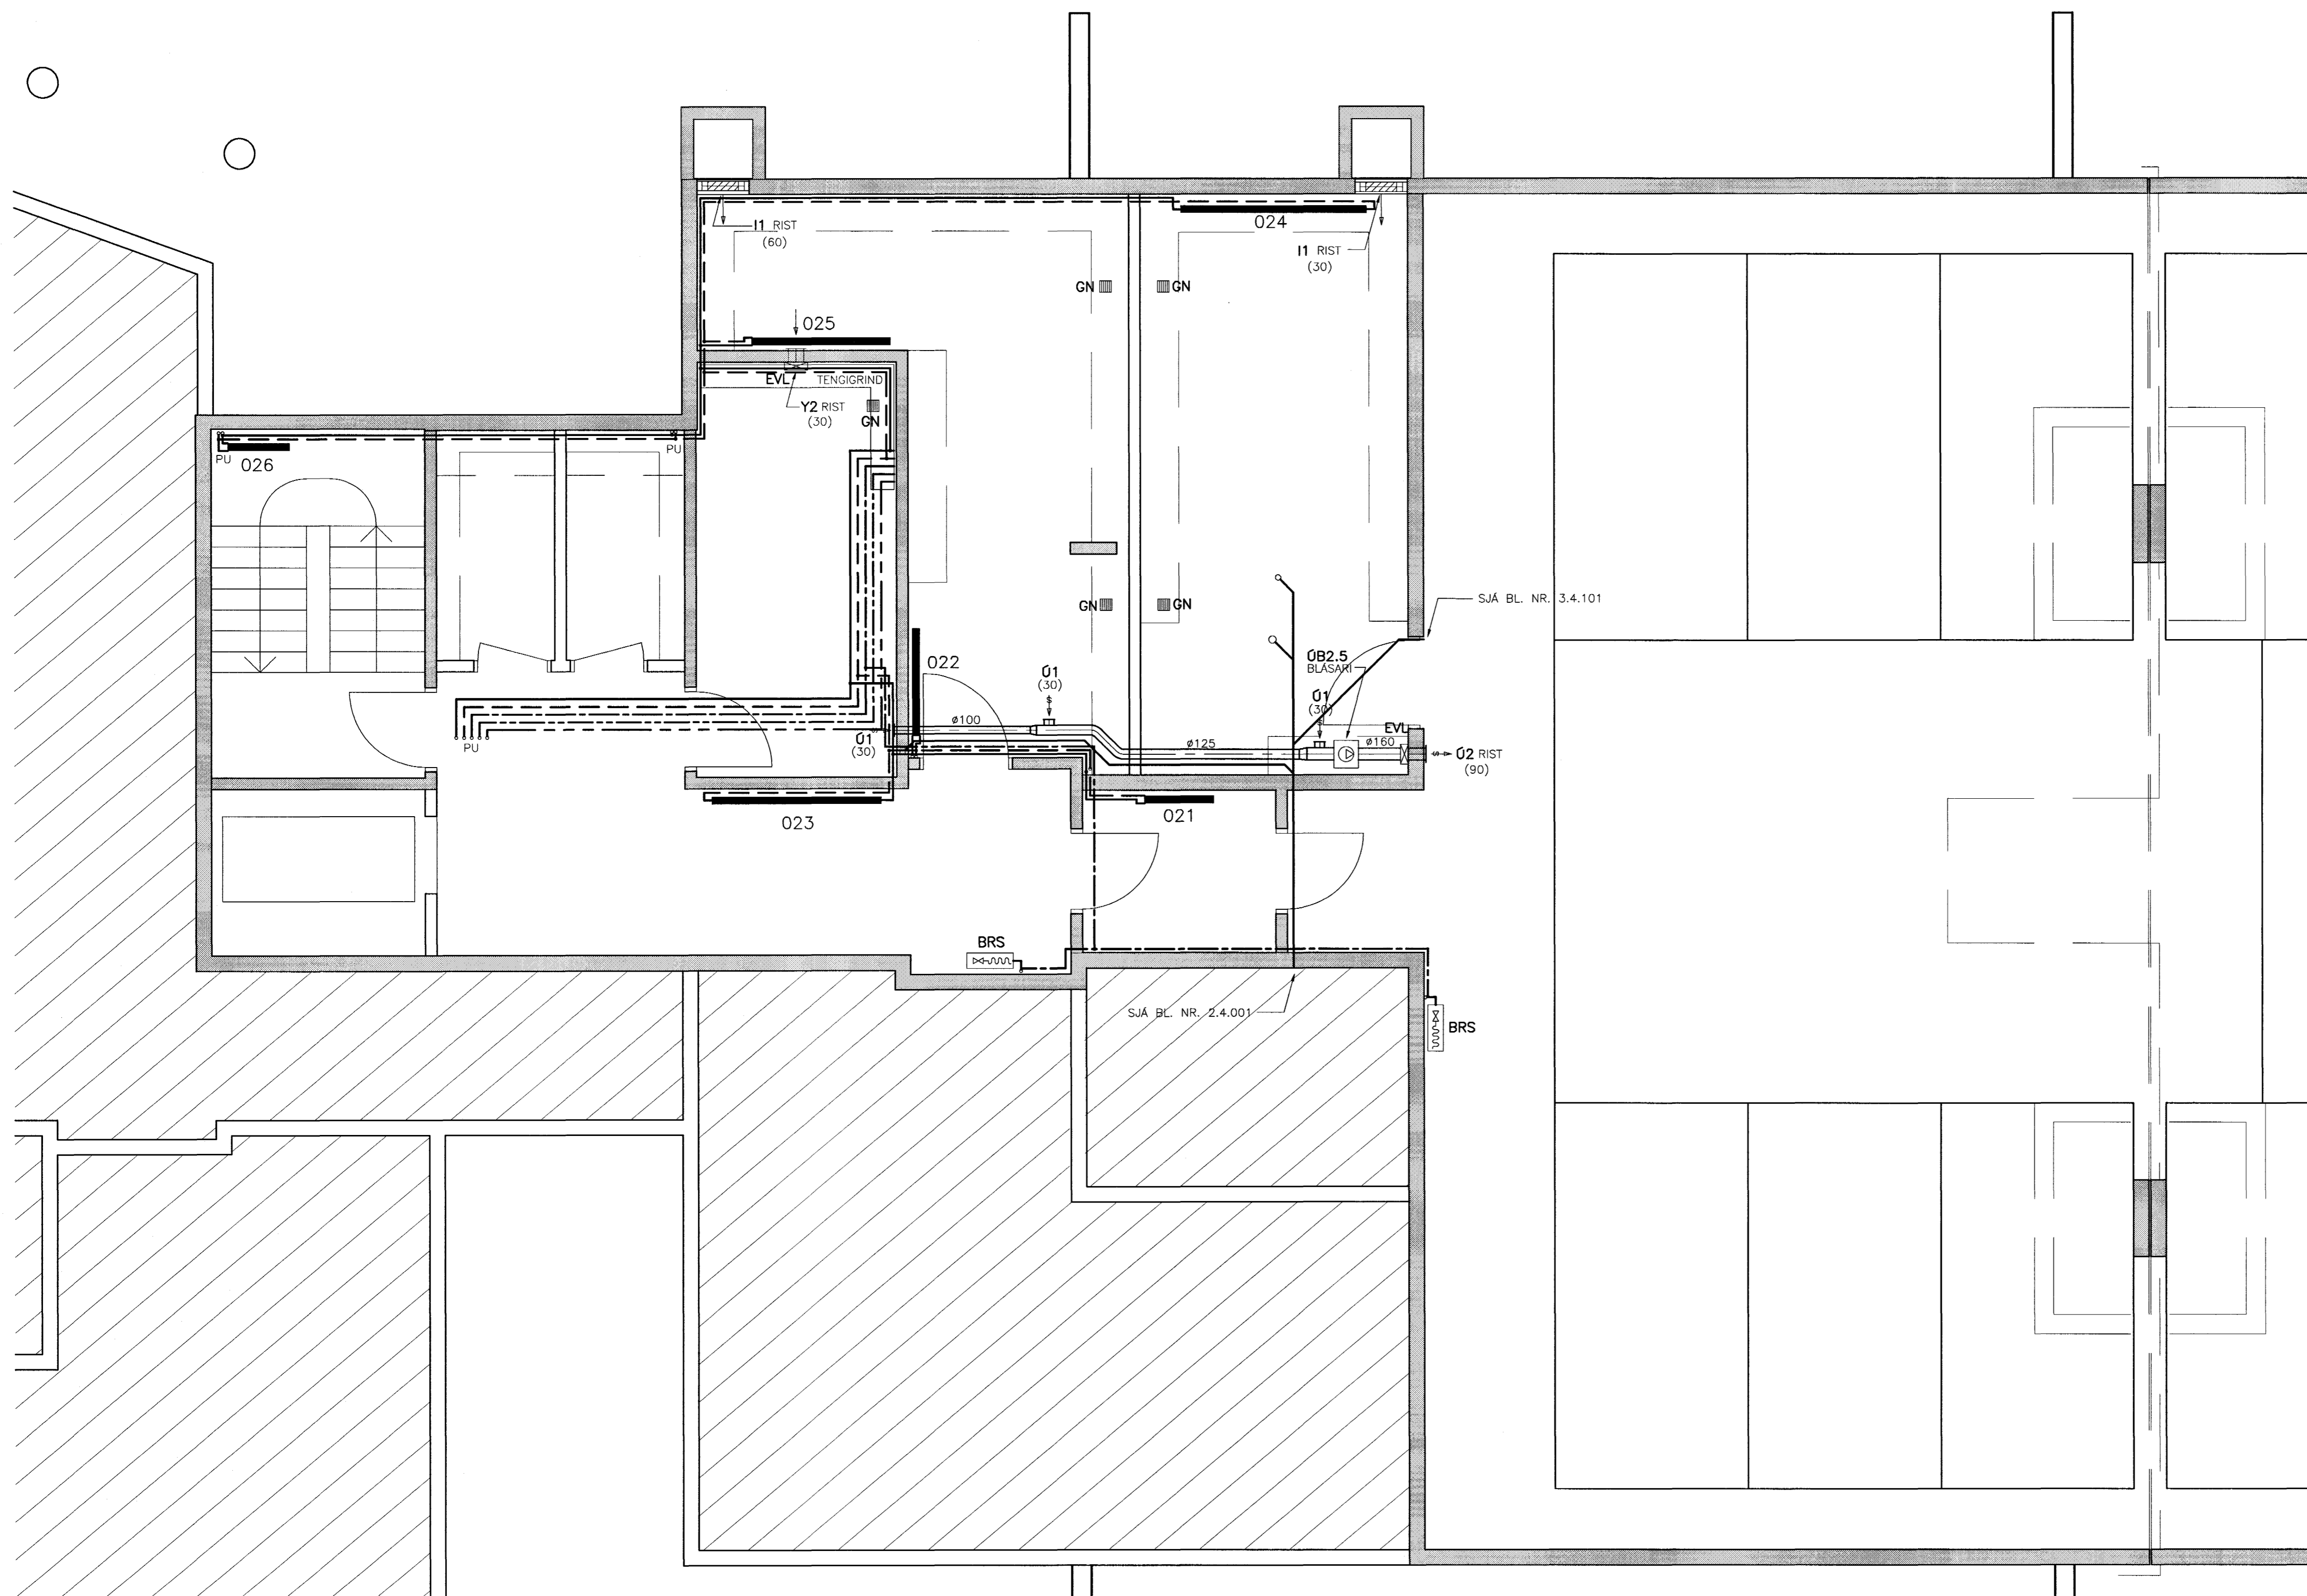 024
I1 RIST
(60)
I1 RIST
(30)
GN
GN
025
EVL
TENGIGRIND
Y2 RIST
(30)
GN
PU
026
PU
SJÁ BL. NR. 3.4.101
GN
GN
022
Ú1
(30)
ÚB2.5
BLÁSARI
Ú1
(30)
ø100
EVL
Ú1
(30)
PU
ø125
ø160
Ú2 RIST
(90)
023
021
BRS
SJÁ BL. NR. 2.4.001
BRS